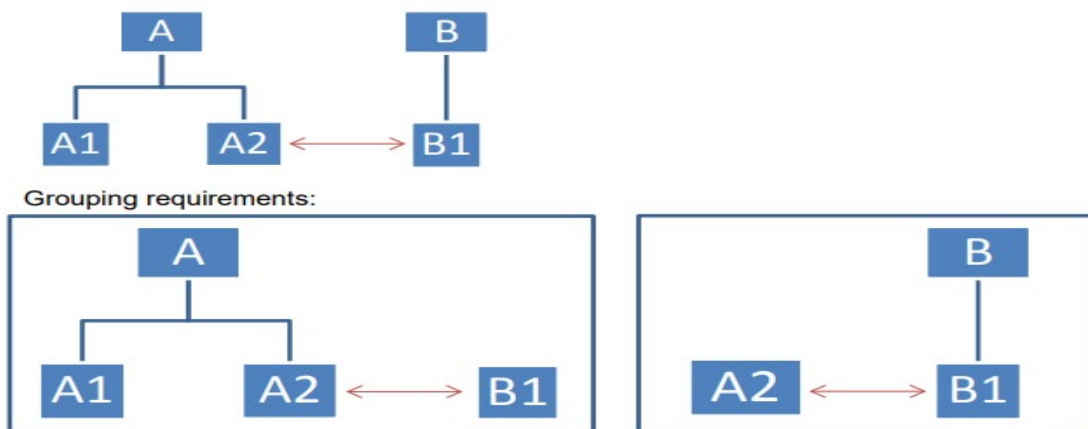 A B
A1 A2 B1
Grouping requirements:
A B
A1 A2 B1 A2 B1